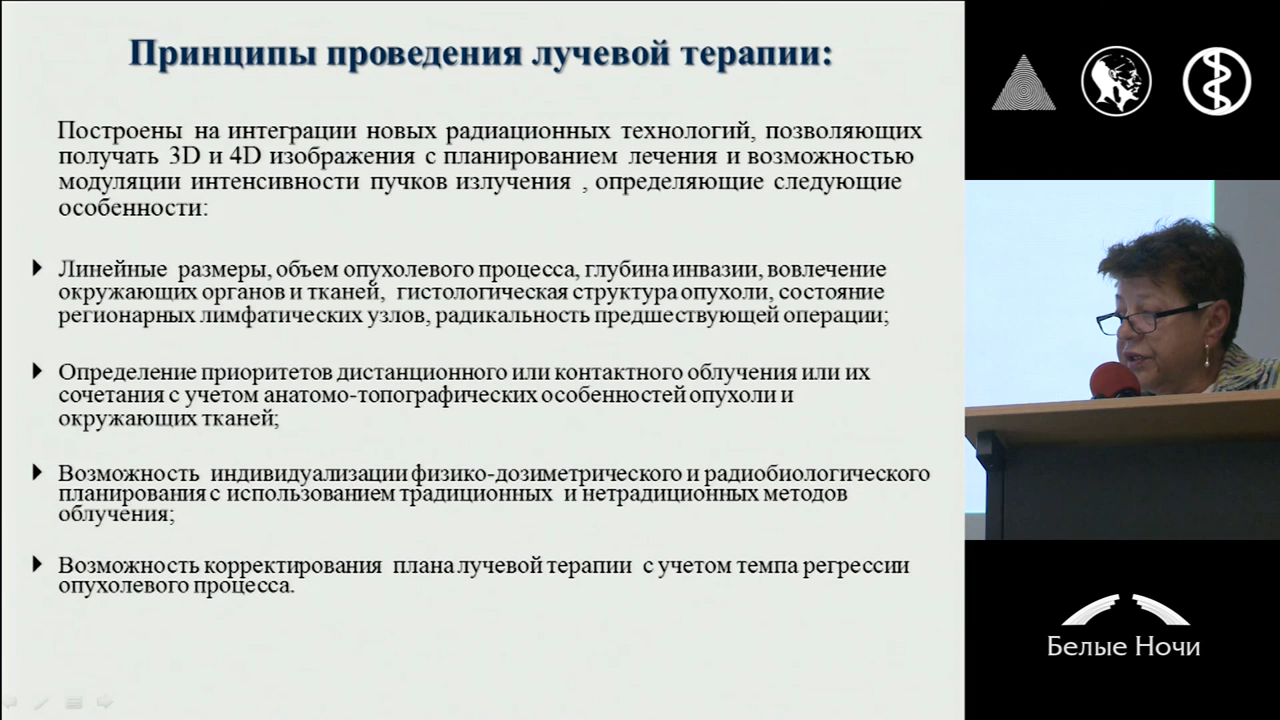 Принципы проведения лучевой терапии:
Построены на интеграции новых радиационных технологий, позволяющих
получать 3D и 4D изображения с планированием лечения и возможностью
модуляции интенсивности пучков излучения , определяющие следующие
особенности:
Линейные размеры, объем опухолевого процесса, глубина инвазии, вовлечение
окружающих органов и тканей, гистологическая структура опухоли, состояние
регионарных лимфатических узлов, радикальность предшествующей операции;
Определение приоритетов дистанционного или контактного облучения или их
сочетания с учетом анатомо-топографических особенностей опухоли и
окружающих тканей;
Возможность индивидуализации физико-дозиметрического и радиобиологического
планирования с использованием традиционных и нетрадиционных методов
облучения;
Возможность корректирования плана лучевой терапии с учетом темпа регрессии
опухолевого процесса.
Белые Ночи